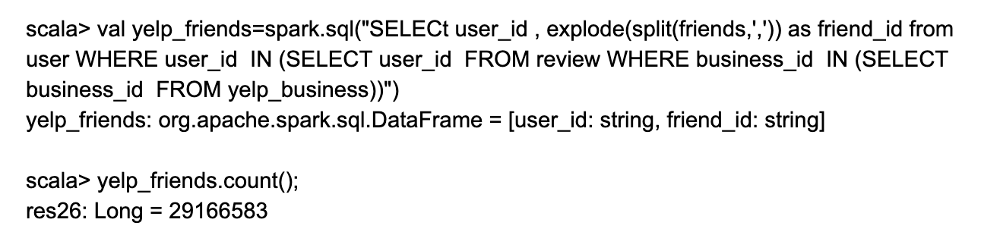 scala> val yelp_friends=spark.sql("SELECt user_id , explode(split(friends,',')) as friend_id from
user WHERE user_id  IN (SELECT user_id  FROM review WHERE business_id  IN (SELECT
business_id  FROM yelp_business))")
yelp_friends: org.apache.spark.sql.DataFrame = [user_id: string, friend_id: string]
scala> yelp_friends.count();
res26: Long = 29166583